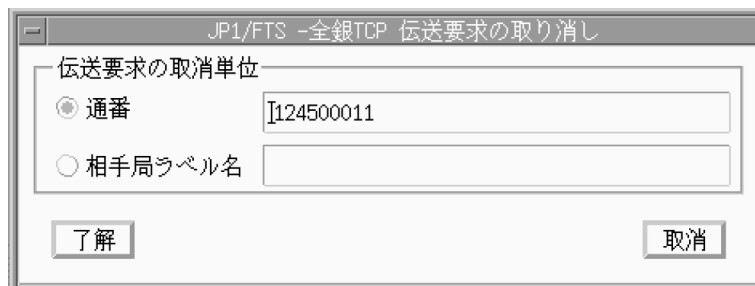 JP1/FTS -全銀TCP 伝送要求の取り消し
伝送要求の取消単位
通番 124500011
相手局ラベル名
了解 取消